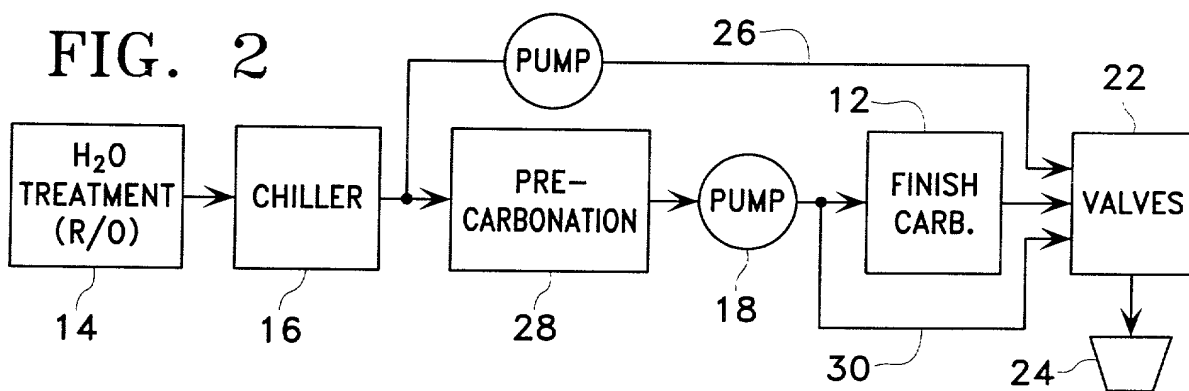 FIG. 2
PUMP
26
12
22
H₂O
TREATMENT
(R/O)
CHILLER
PRE-
CARBONATION
PUMP
FINISH
CARB.
VALVES
14
16
28
18
30
24